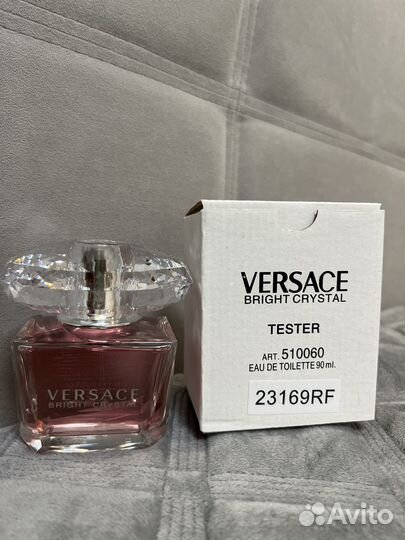 VERSACE
BRIGHT CRYSTAL
VERSACE
BRIGHT CRYSTAL
TESTER
ART. 510060
EAU DE TOILETTE 90 ml.
23169RF
Avito